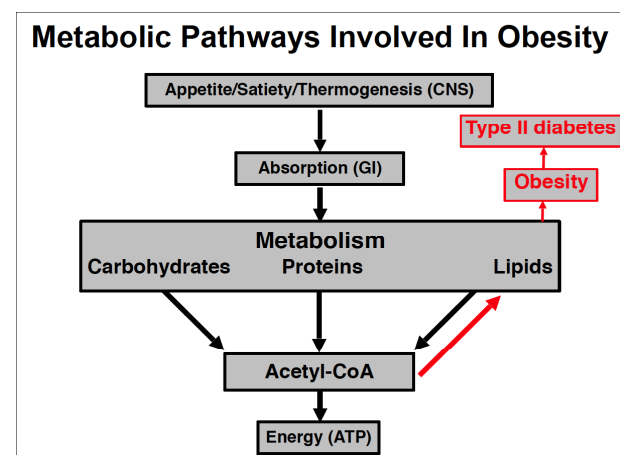 Metabolic Pathways Involved In Obesity
Appetite/Satiety/Thermogenesis (CNS)
Type II diabetes
Absorption (GI)
Obesity
Metabolism
Carbohydrates Proteins Lipids
Acetyl-CoA
Energy (ATP)